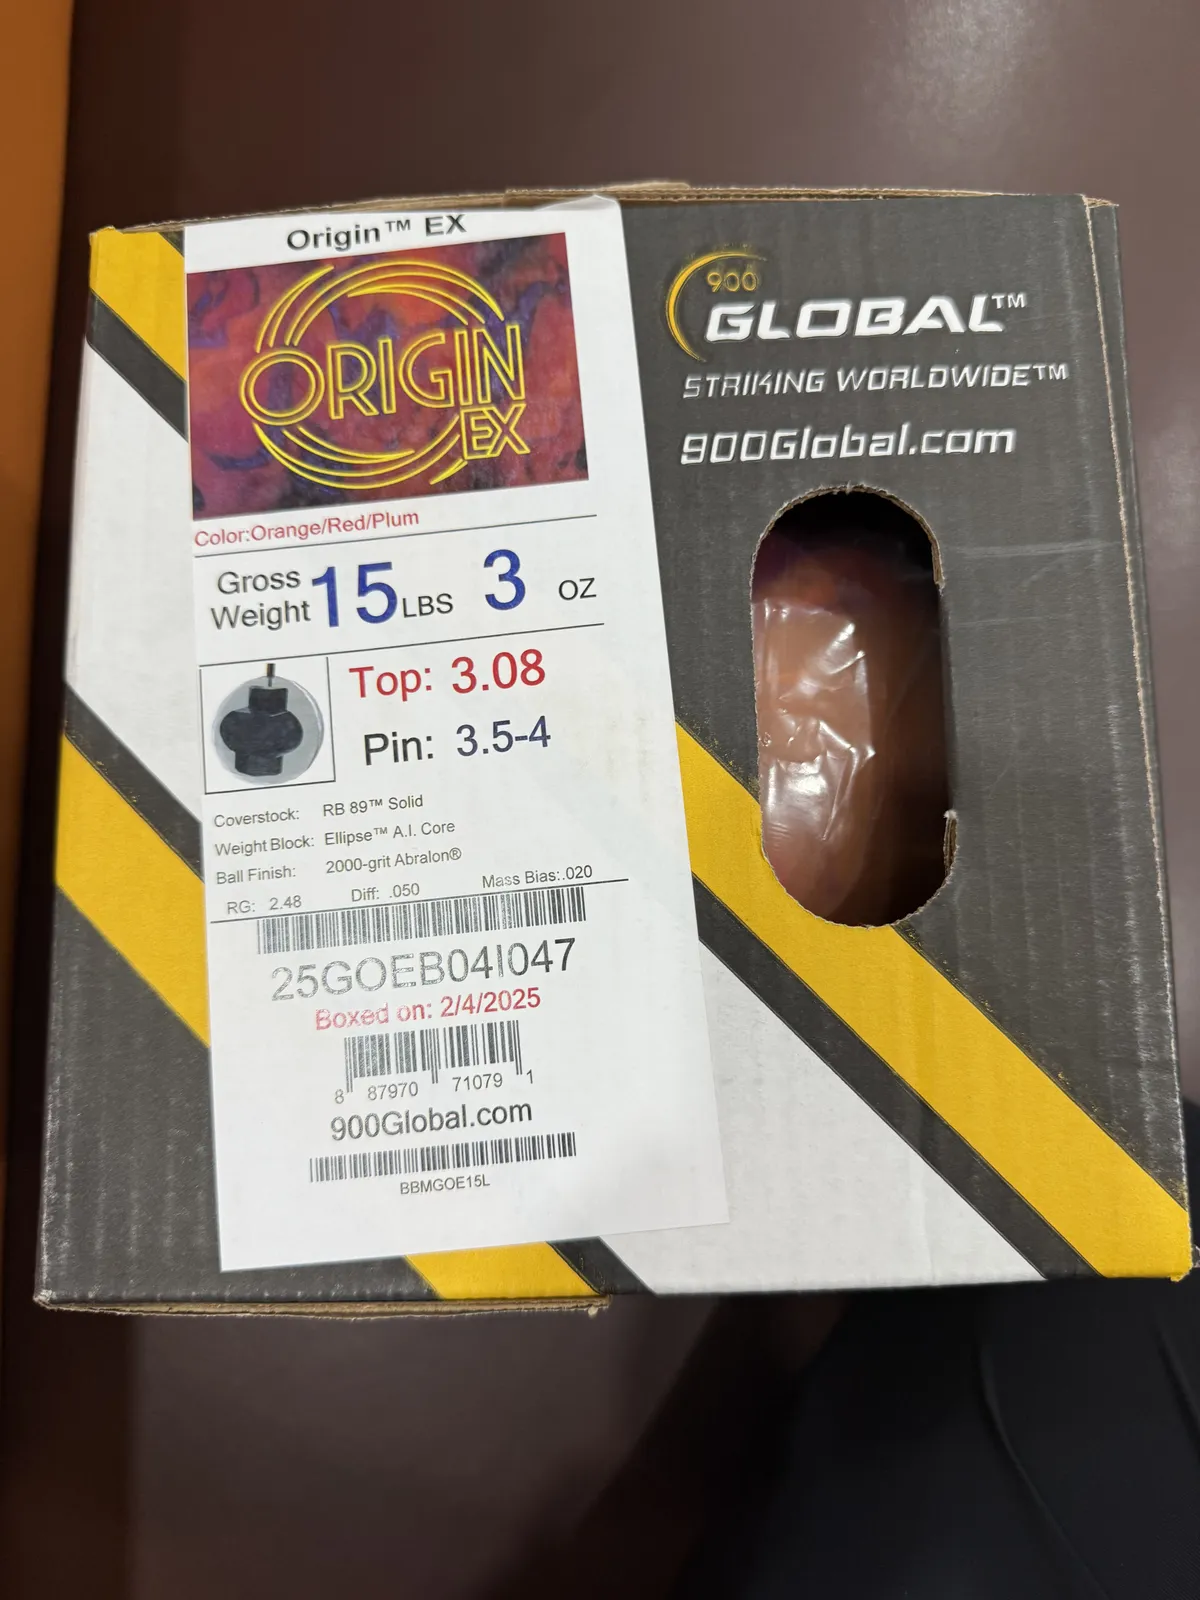 Origin™ EX
ORIGIN
EX
Color:Orange/Red/Plum
Gross Weight 15 LBS 3 OZ
Top: 3.08
Pin: 3.5-4
Coverstock: RB 89™ Solid
Weight Block: Ellipse™ A.I. Core
Ball Finish: 2000-grit Abralon®
RG: 2.48 Diff: .050 Mass Bias:.020
25GOEB04I047
Boxed on: 2/4/2025
8 87970 71079 1
900Global.com
BBMGOE15L
900
GLOBAL™
STRIKING WORLDWIDE™
900Global.com